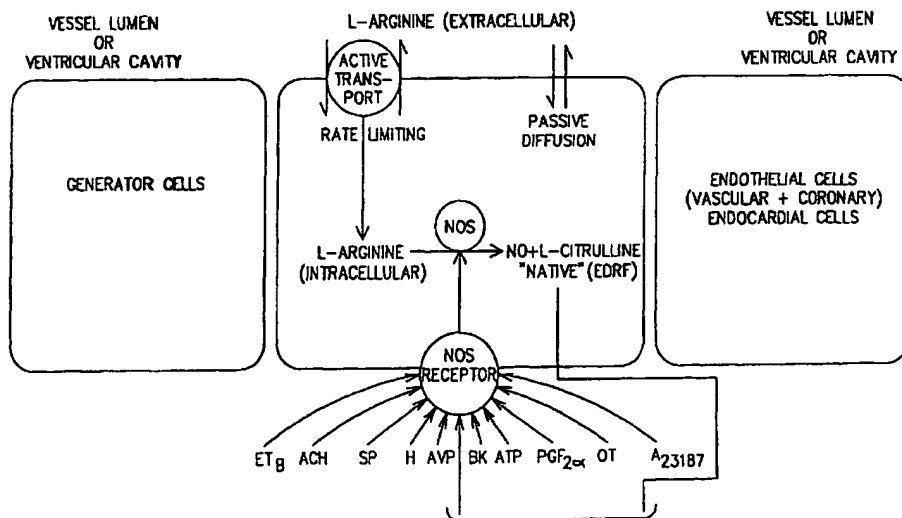 VESSEL LUMEN
OR
VENTRICULAR CAVITY
L-ARGININE (EXTRACELLULAR)
VESSEL LUMEN
OR
VENTRICULAR CAVITY
ACTIVE
TRANS-
PORT
RATE LIMITING
PASSIVE
DIFFUSION
GENERATOR CELLS
ENDOTHELIAL CELLS
(VASCULAR + CORONARY)
ENDOCARDIAL CELLS
NOS
L-ARGININE
(INTRACELLULAR)
NO+L-CITRULLINE
"NATIVE" (EDRF)
NOS
RECEPTOR
ETB ACH SP H AVP BK ATP PGF2α OT A23187